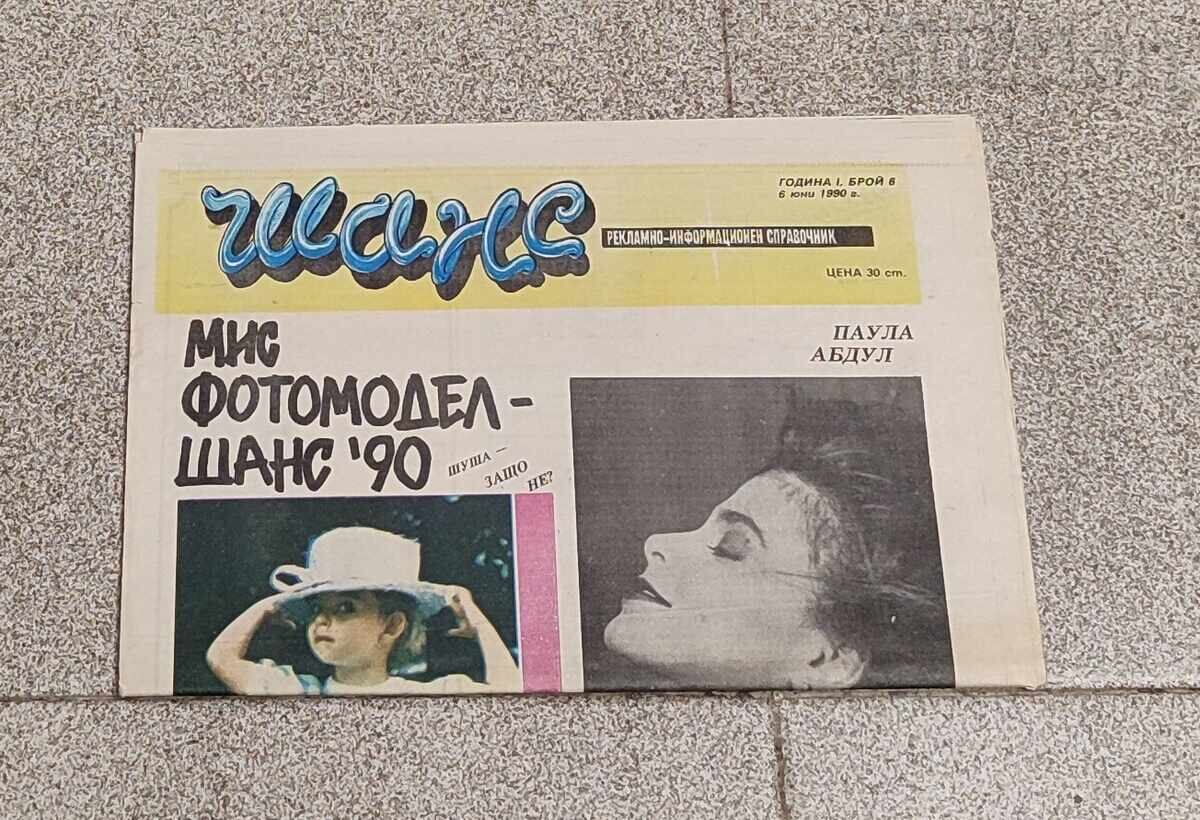 шанс
ГОДИНА I, БРОЙ 6
6 юни 1990 г.
РЕКЛАМНО-ИНФОРМАЦИОНЕН СПРАВОЧНИК
ЦЕНА 30 ст.
МИС
ФОТОМОДЕЛ -
ШАНС '90
ШУША -
ЗАЩО
НЕ?
ПАУЛА
АБДУЛ